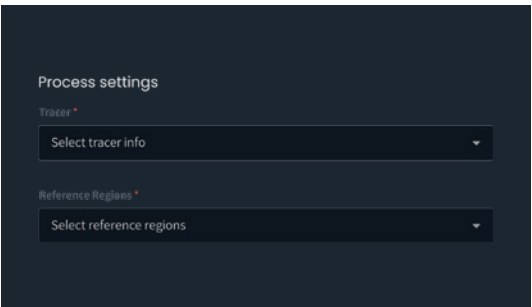 Process settings
Tracer *
Select tracer info
Reference Regions *
Select reference regions